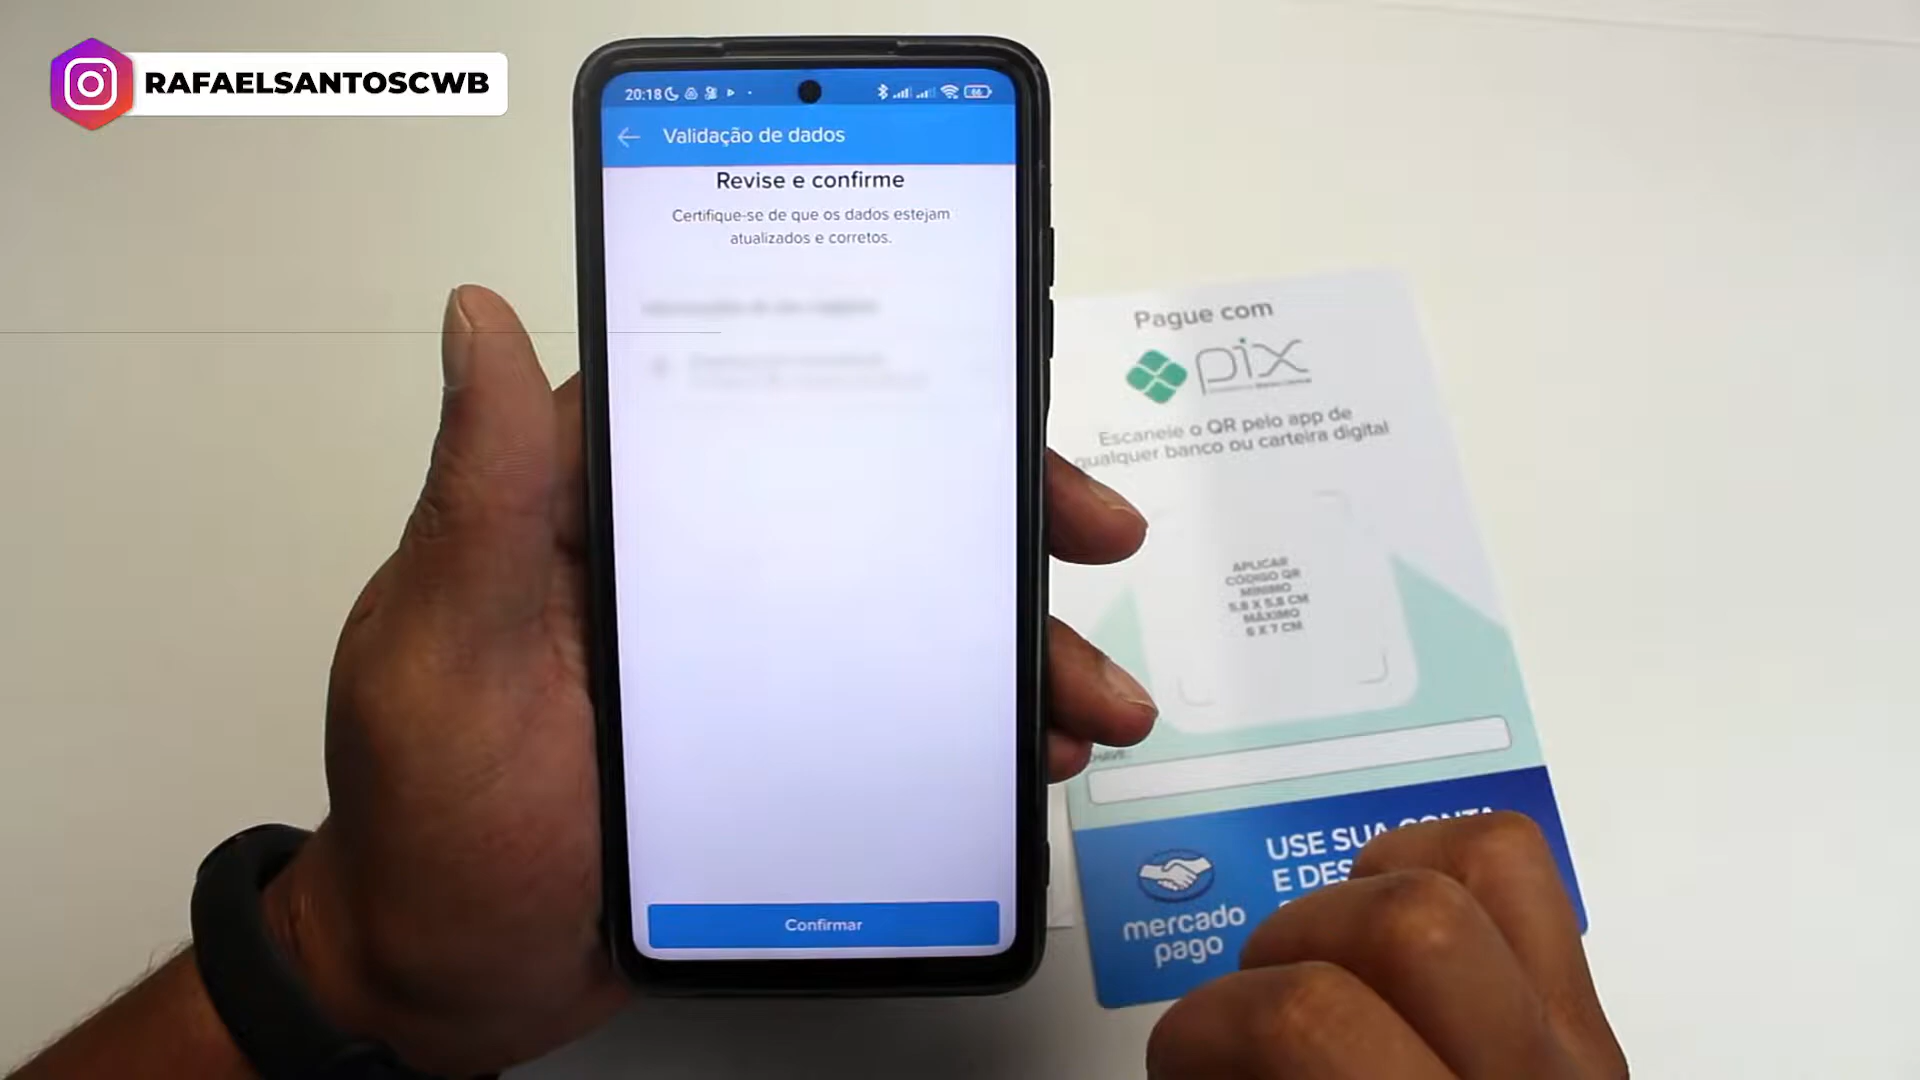 RAFAELSANTOSCWB
20:18
66
Validação de dados
Revise e confirme
Certifique-se de que os dados estejam
atualizados e corretos.
Confirmar
Pague com
pix
Escaneie o QR pelo app de
qualquer banco ou carteira digital
APLICAR
CÓDIGO QR
MÍNIMO
5,8 X 5,8 CM
MÁXIMO
6 X 7 CM
CHAVE:
USE SUA CONTA
E DES
mercado
pago